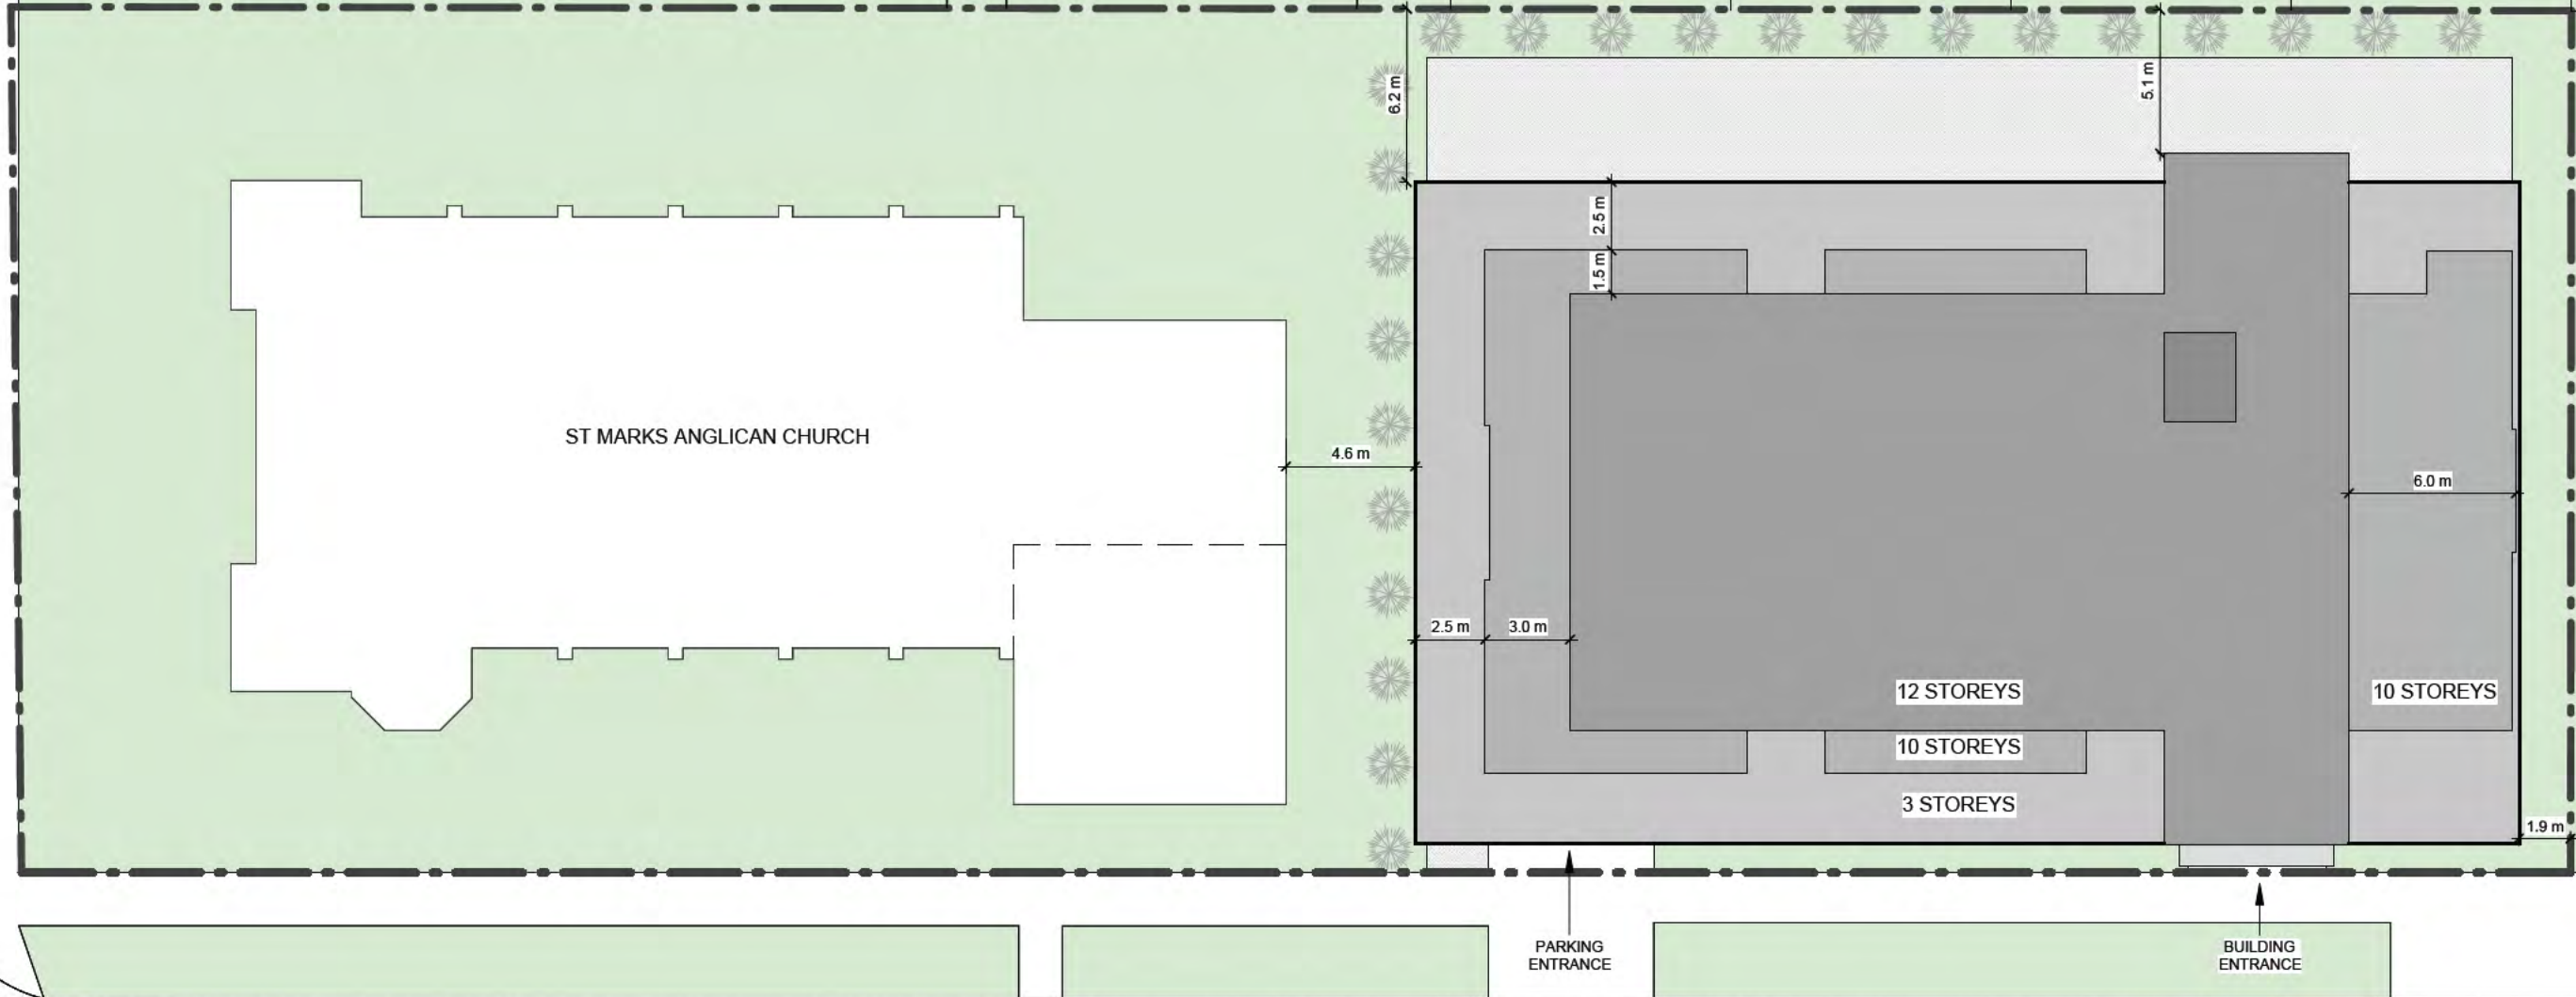 6.2 m
5.1 m
2.5 m
1.5 m
ST MARKS ANGLICAN CHURCH
4.6 m
6.0 m
2.5 m
3.0 m
12 STOREYS
10 STOREYS
10 STOREYS
3 STOREYS
1.9 m
PARKING
ENTRANCE
BUILDING
ENTRANCE